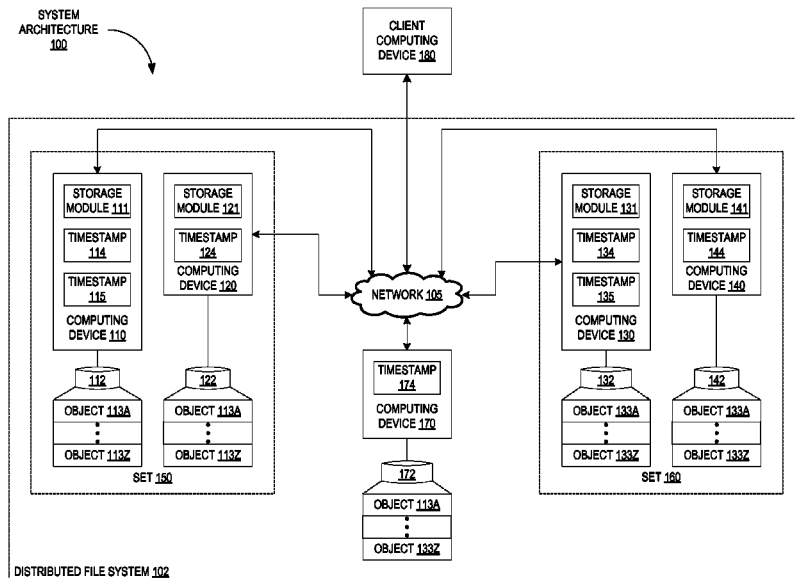 SYSTEM
ARCHITECTURE
100
CLIENT
COMPUTING
DEVICE 180
STORAGE
MODULE 111
TIMESTAMP
114
TIMESTAMP
115
COMPUTING
DEVICE 110
112
OBJECT 113A
OBJECT 113Z
STORAGE
MODULE 121
TIMESTAMP
124
COMPUTING
DEVICE 120
122
OBJECT 113A
OBJECT 113Z
SET 150
NETWORK 105
TIMESTAMP
174
COMPUTING
DEVICE 170
172
OBJECT 113A
OBJECT 133Z
STORAGE
MODULE 131
TIMESTAMP
134
TIMESTAMP
135
COMPUTING
DEVICE 130
132
OBJECT 133A
OBJECT 133Z
STORAGE
MODULE 141
TIMESTAMP
144
COMPUTING
DEVICE 140
142
OBJECT 133A
OBJECT 133Z
SET 160
DISTRIBUTED FILE SYSTEM 102